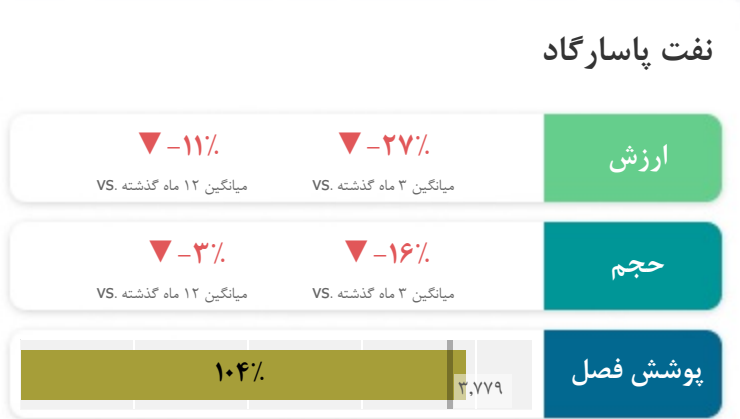 نفت پاسارگاد
ارزش
▼ -۲۷٪ ▼ -۱۱٪
VS. میانگین ۳ ماه گذشته VS. میانگین ۱۲ ماه گذشته
حجم
▼ -۱۶٪ ▼ -۳٪
VS. میانگین ۳ ماه گذشته VS. میانگین ۱۲ ماه گذشته
پوشش فصل
۱۰۴٪
۳,۷۷۹